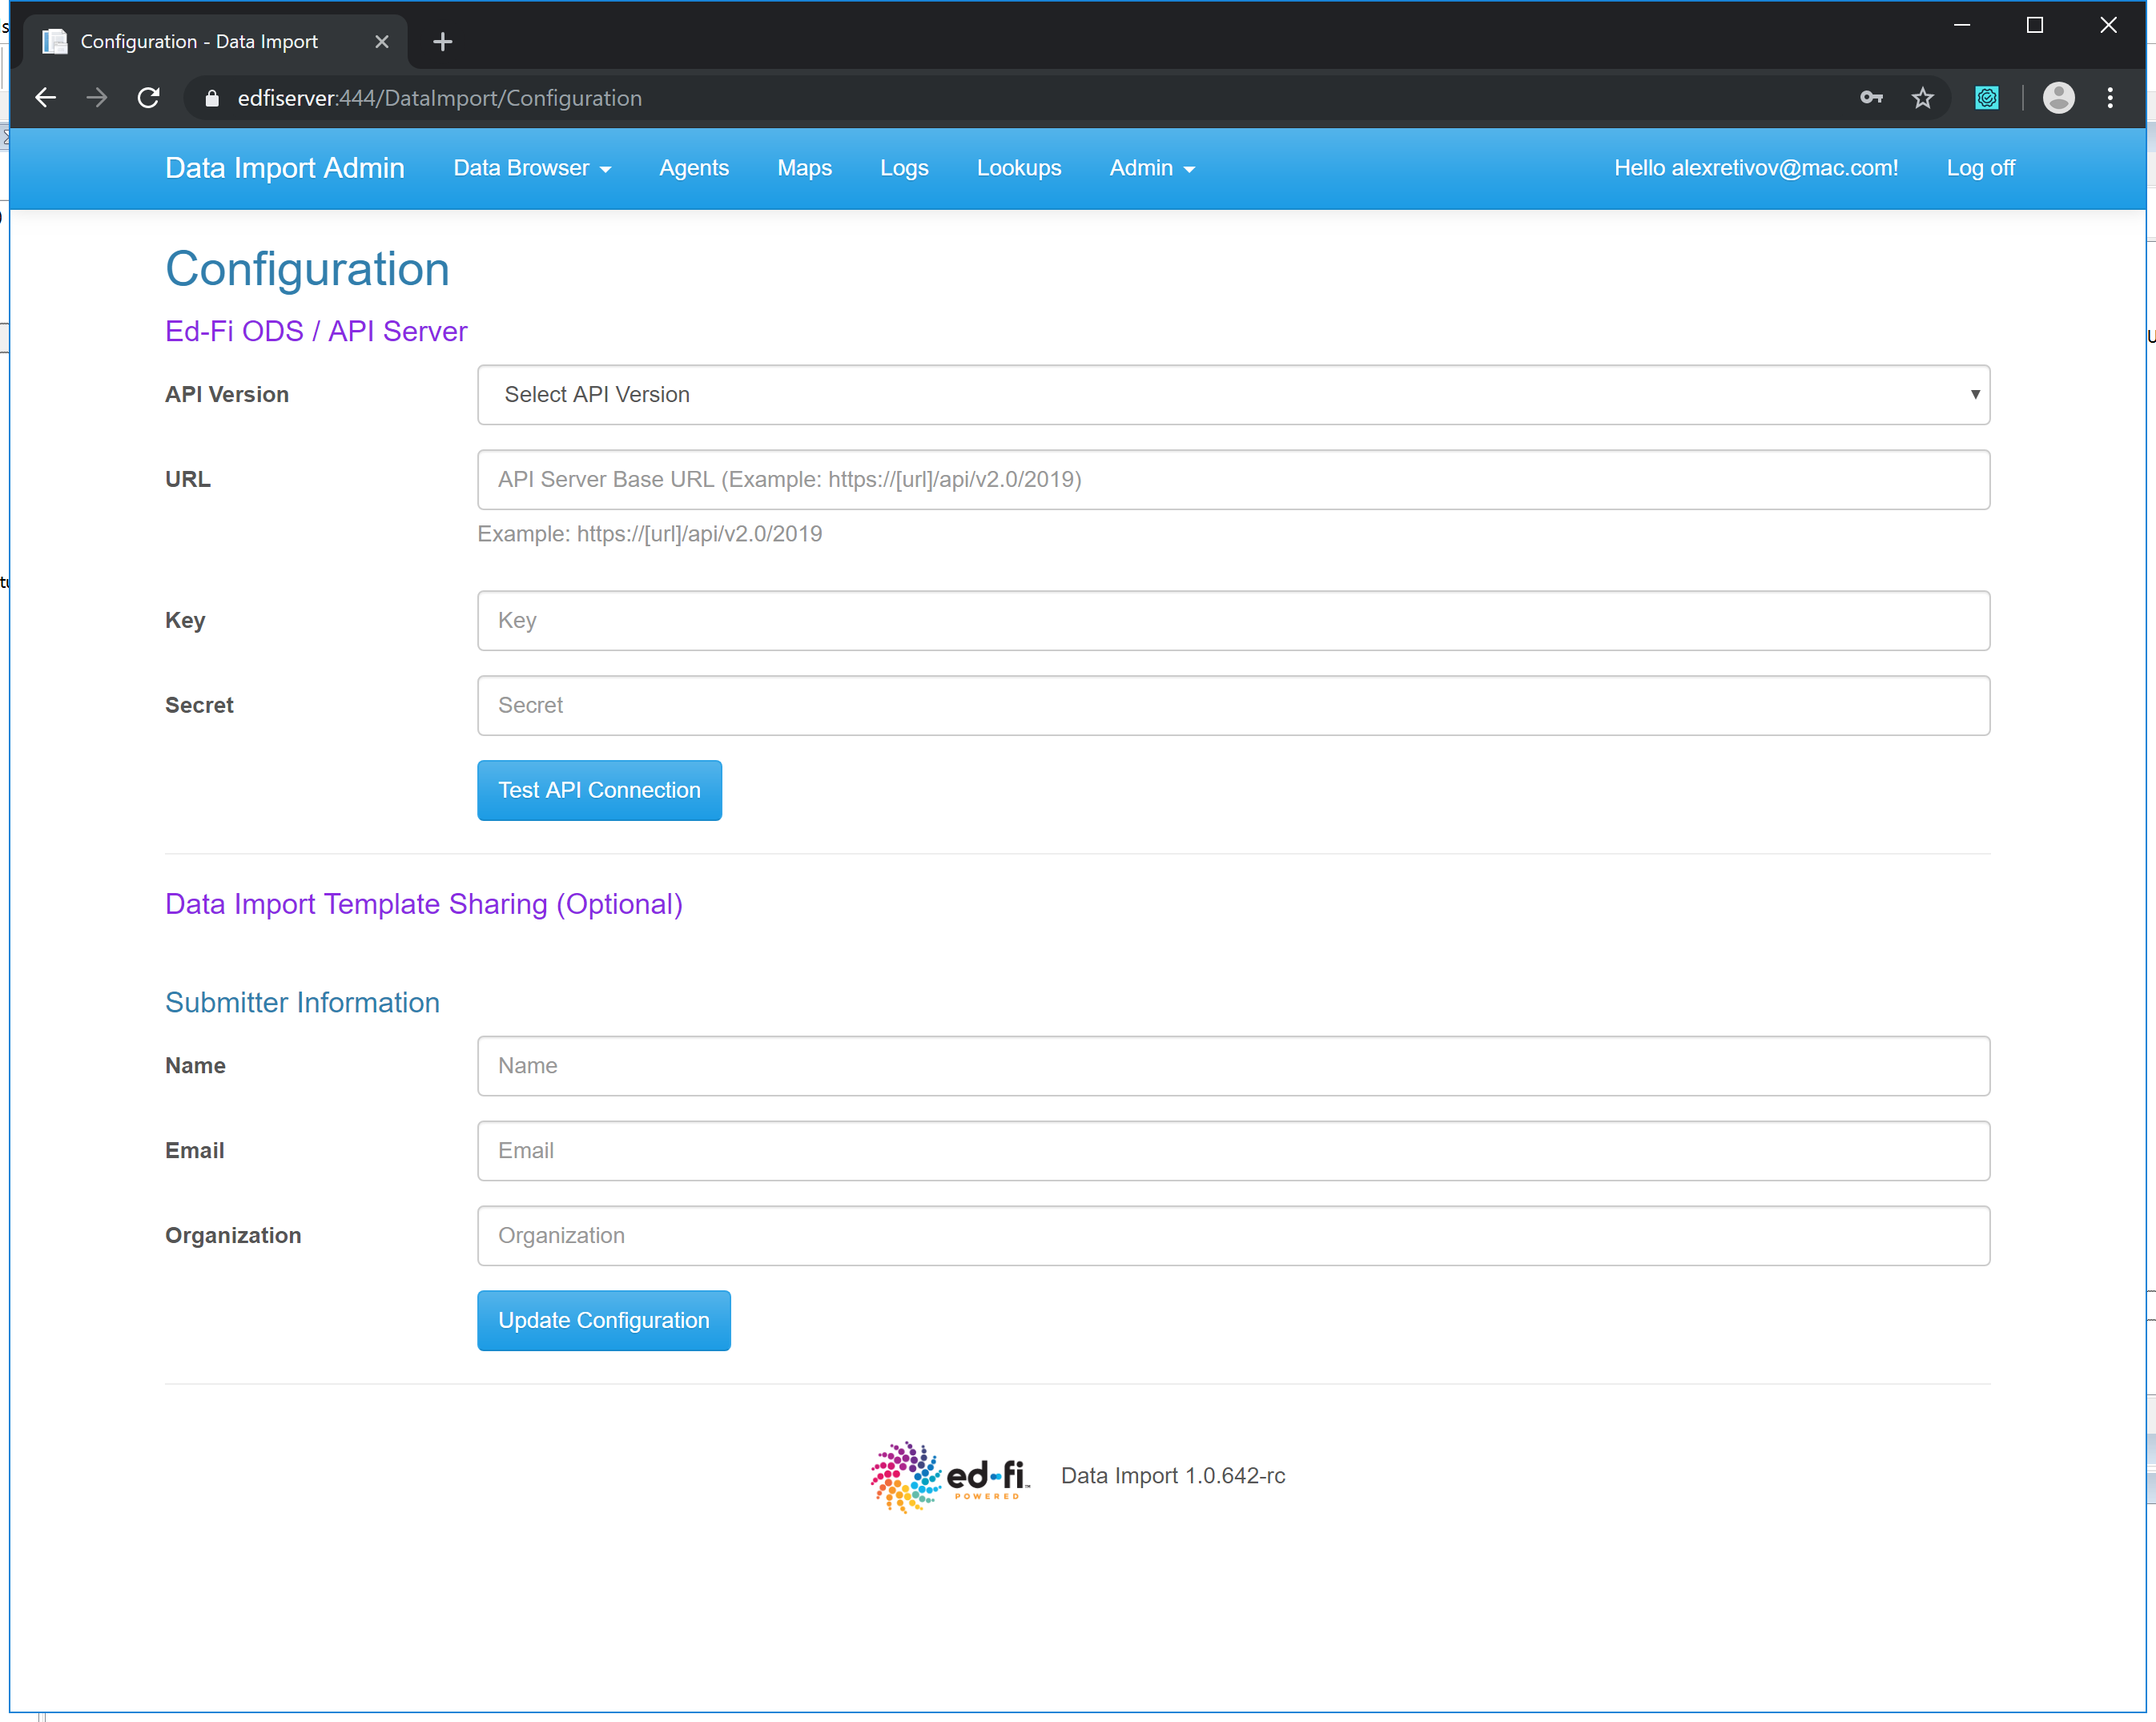 Configuration - Data Import
edfiserver:444/DataImport/Configuration
Data Import Admin Data Browser Agents Maps Logs Lookups Admin Hello alexretivov@mac.com! Log off
Configuration
Ed-Fi ODS / API Server
API Version Select API Version
URL API Server Base URL (Example: https://[url]/api/v2.0/2019)
Example: https://[url]/api/v2.0/2019
Key Key
Secret Secret
Test API Connection
Data Import Template Sharing (Optional)
Submitter Information
Name Name
Email Email
Organization Organization
Update Configuration
ed-fi Data Import 1.0.642-rc
POWERED